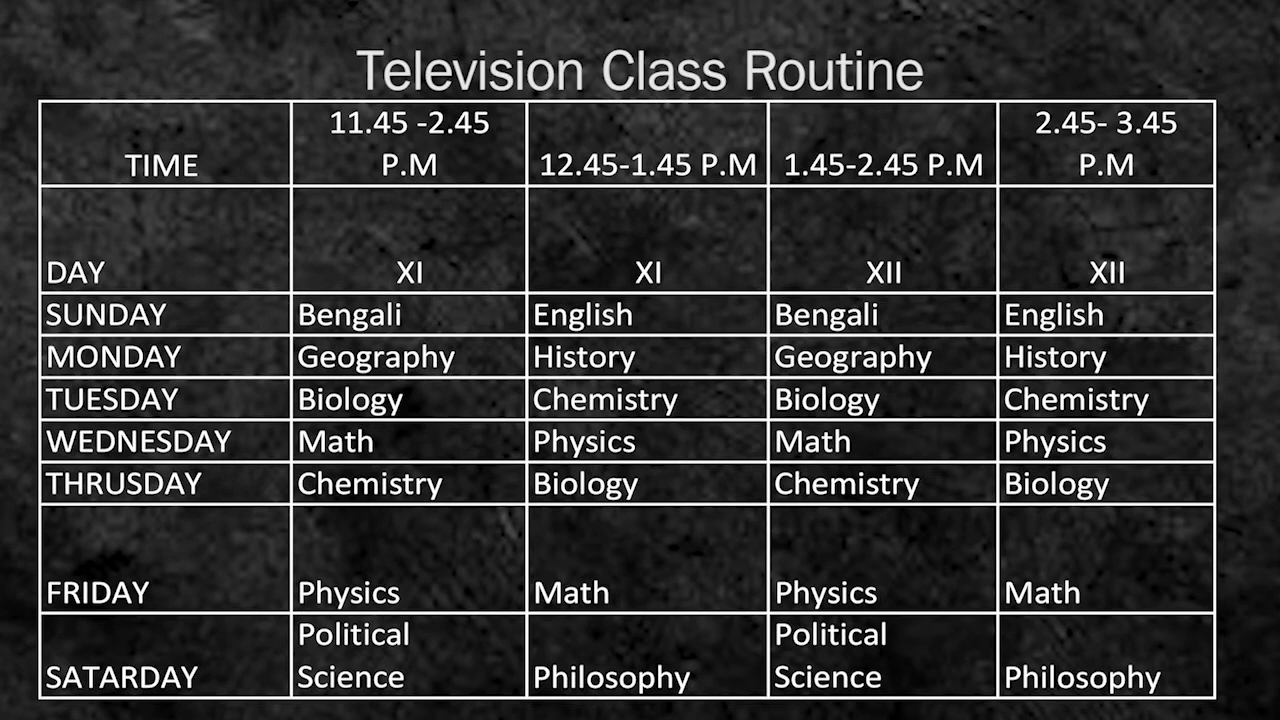 Television Class Routine
TIME 11.45 -2.45 P.M 12.45-1.45 P.M 1.45-2.45 P.M 2.45- 3.45 P.M
DAY XI XI XII XII
SUNDAY Bengali English Bengali English
MONDAY Geography History Geography History
TUESDAY Biology Chemistry Biology Chemistry
WEDNESDAY Math Physics Math Physics
THRUSDAY Chemistry Biology Chemistry Biology
FRIDAY Physics Math Physics Math
SATARDAY Political Science Philosophy Political Science Philosophy